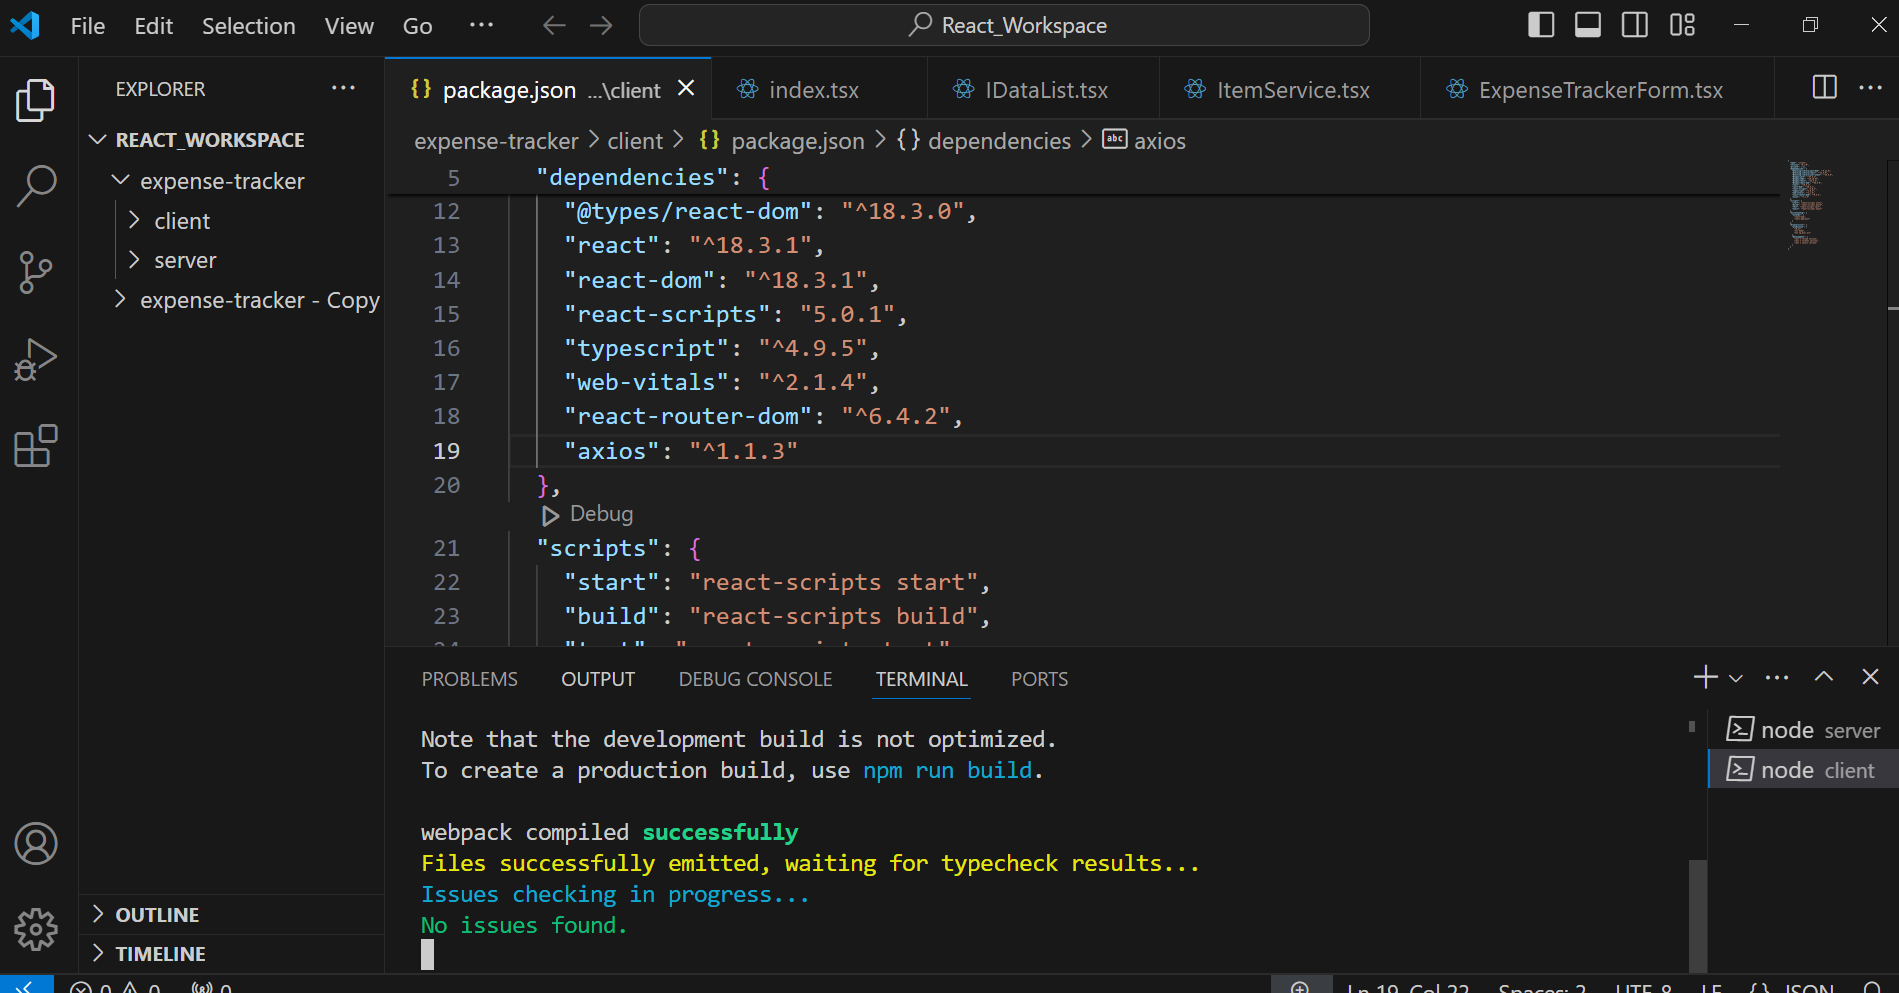 File Edit Selection View Go ··· React_Workspace
EXPLORER ···
REACT_WORKSPACE
expense-tracker
client
server
expense-tracker - Copy
OUTLINE
TIMELINE
{} package.json ...\client index.tsx IDataList.tsx ItemService.tsx ExpenseTrackerForm.tsx ···
expense-tracker > client > {} package.json > {} dependencies > abc axios
5 "dependencies": {
12 "@types/react-dom": "^18.3.0",
13 "react": "^18.3.1",
14 "react-dom": "^18.3.1",
15 "react-scripts": "5.0.1",
16 "typescript": "^4.9.5",
17 "web-vitals": "^2.1.4",
18 "react-router-dom": "^6.4.2",
19 "axios": "^1.1.3"
20 },
Debug
21 "scripts": {
22 "start": "react-scripts start",
23 "build": "react-scripts build",
PROBLEMS OUTPUT DEBUG CONSOLE TERMINAL PORTS
Note that the development build is not optimized.
To create a production build, use npm run build.
webpack compiled successfully
Files successfully emitted, waiting for typecheck results...
Issues checking in progress...
No issues found.
node server
node client
0 0 0 Ln 19, Col 22 Spaces: 2 UTF-8 LF {} JSON